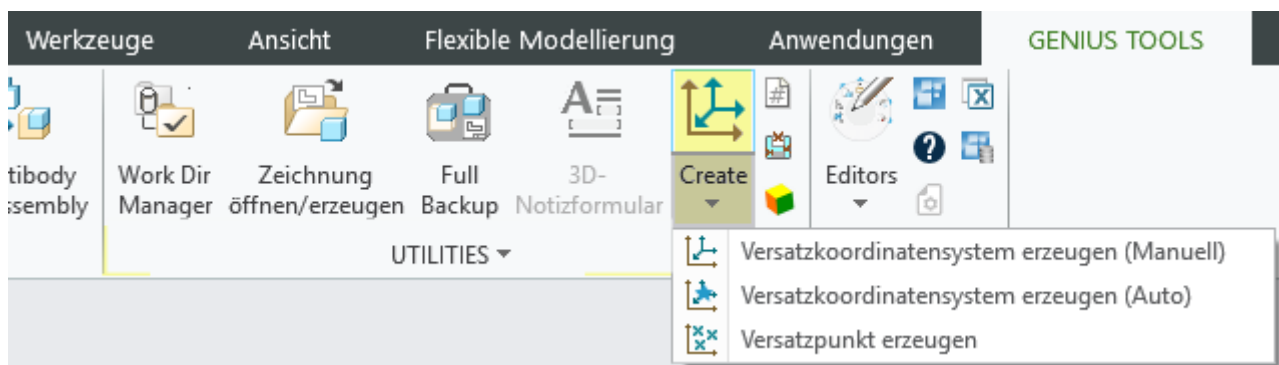 Werkzeuge Ansicht Flexible Modellierung Anwendungen GENIUS TOOLS
tibody Work Dir Zeichnung Full 3D- Create Editors
ssembly Manager öffnen/erzeugen Backup Notizformular
UTILITIES
Versatzkoordinatensystem erzeugen (Manuell)
Versatzkoordinatensystem erzeugen (Auto)
Versatzpunkt erzeugen